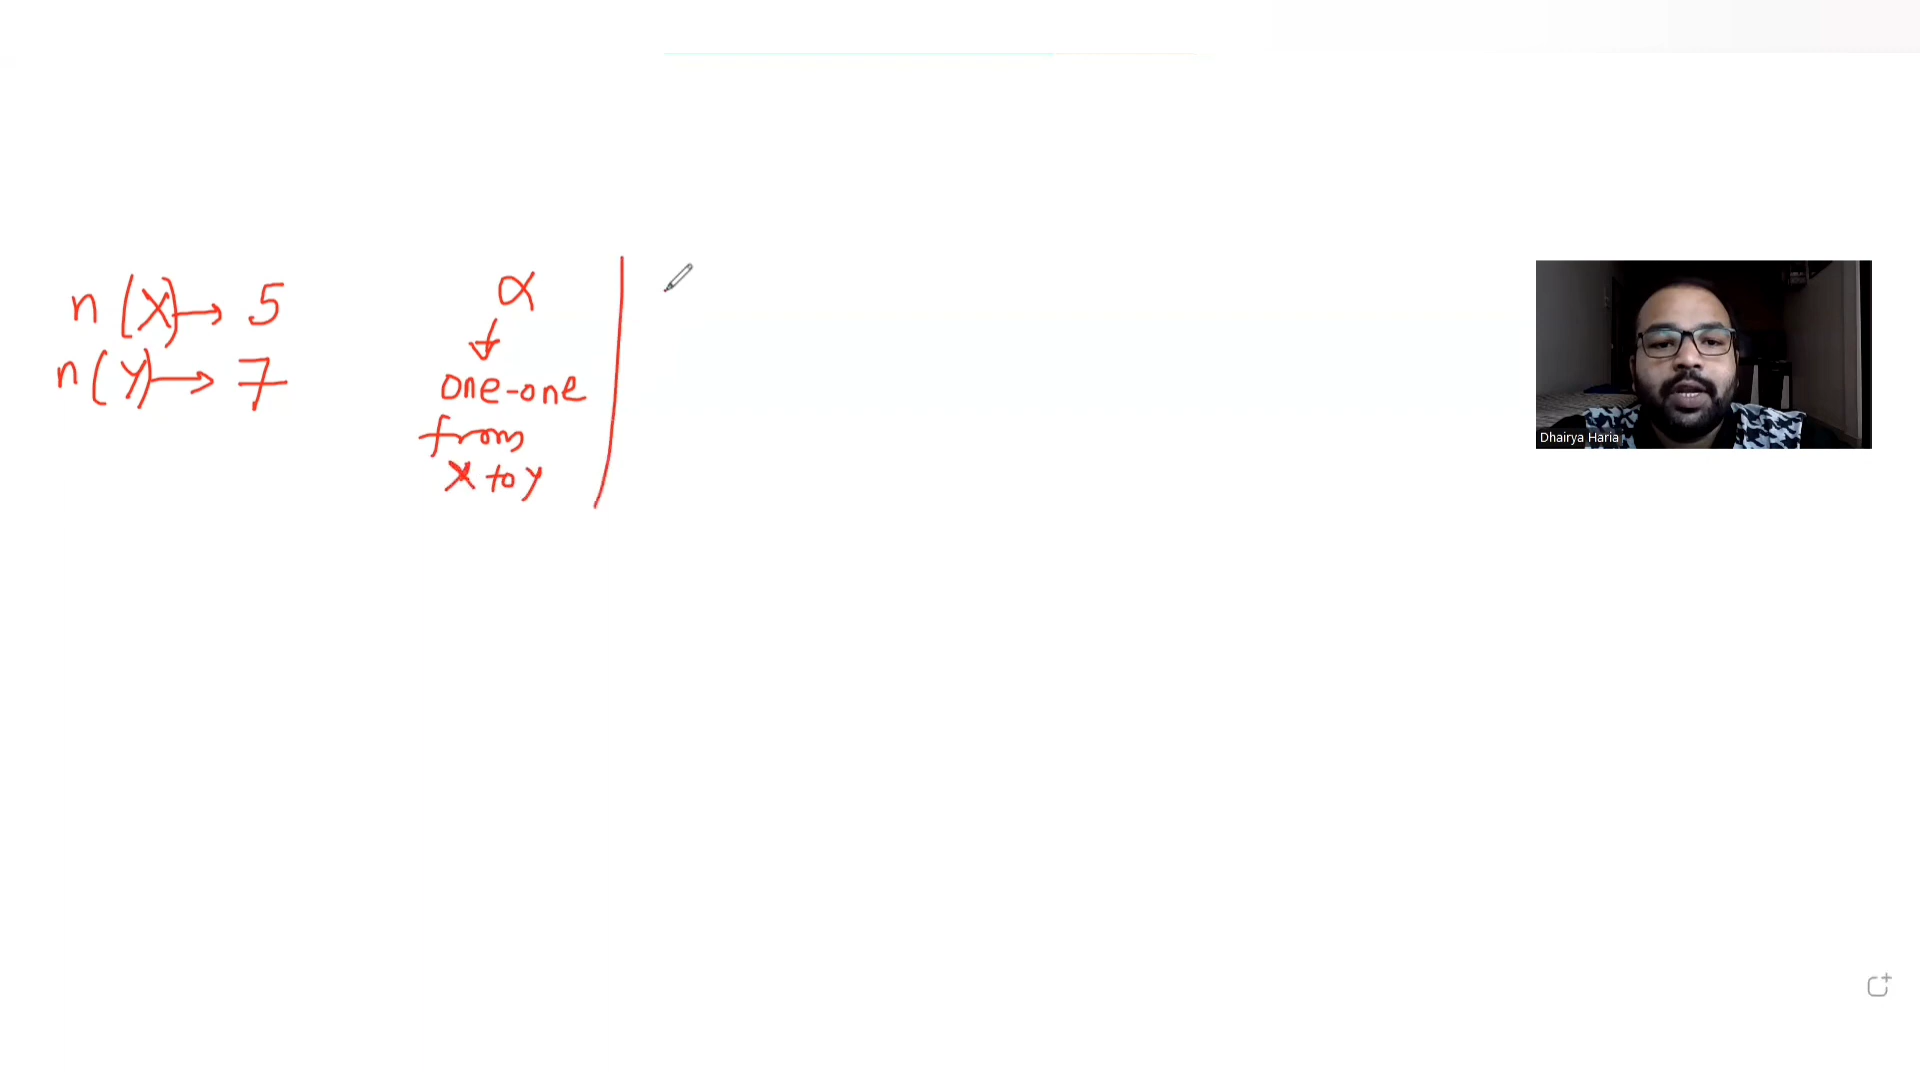 n(X)→ 5
n(Y)→ 7
α
↓
one-one
from
X to Y
Dhairya Haria